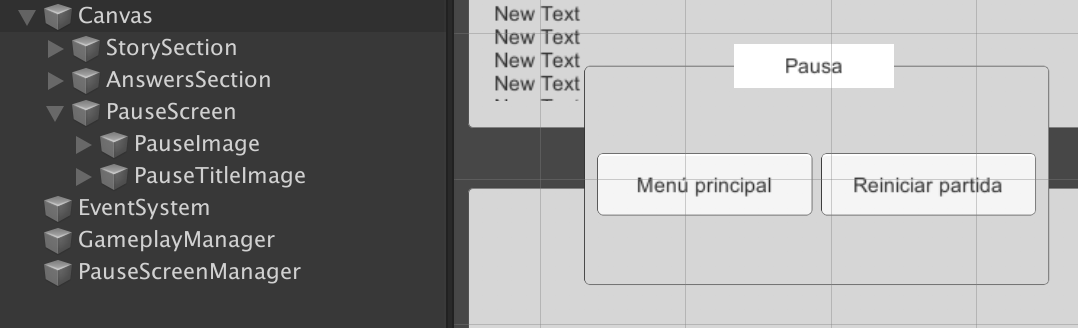 Canvas
StorySection
AnswersSection
PauseScreen
PauseImage
PauseTitleImage
EventSystem
GameplayManager
PauseScreenManager
New Text
New Text
New Text
New Text
Pausa
Menú principal
Reiniciar partida